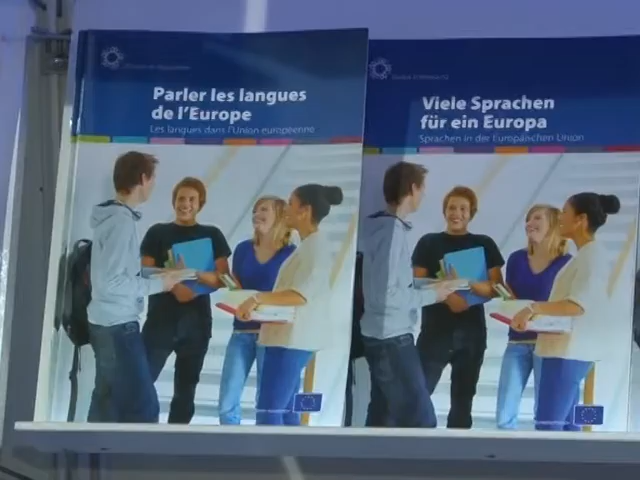 Parler les langues
de l'Europe
Les langues dans l'Union européenne
Viele Sprachen
für ein Europa
Sprachen in der Europäischen Union